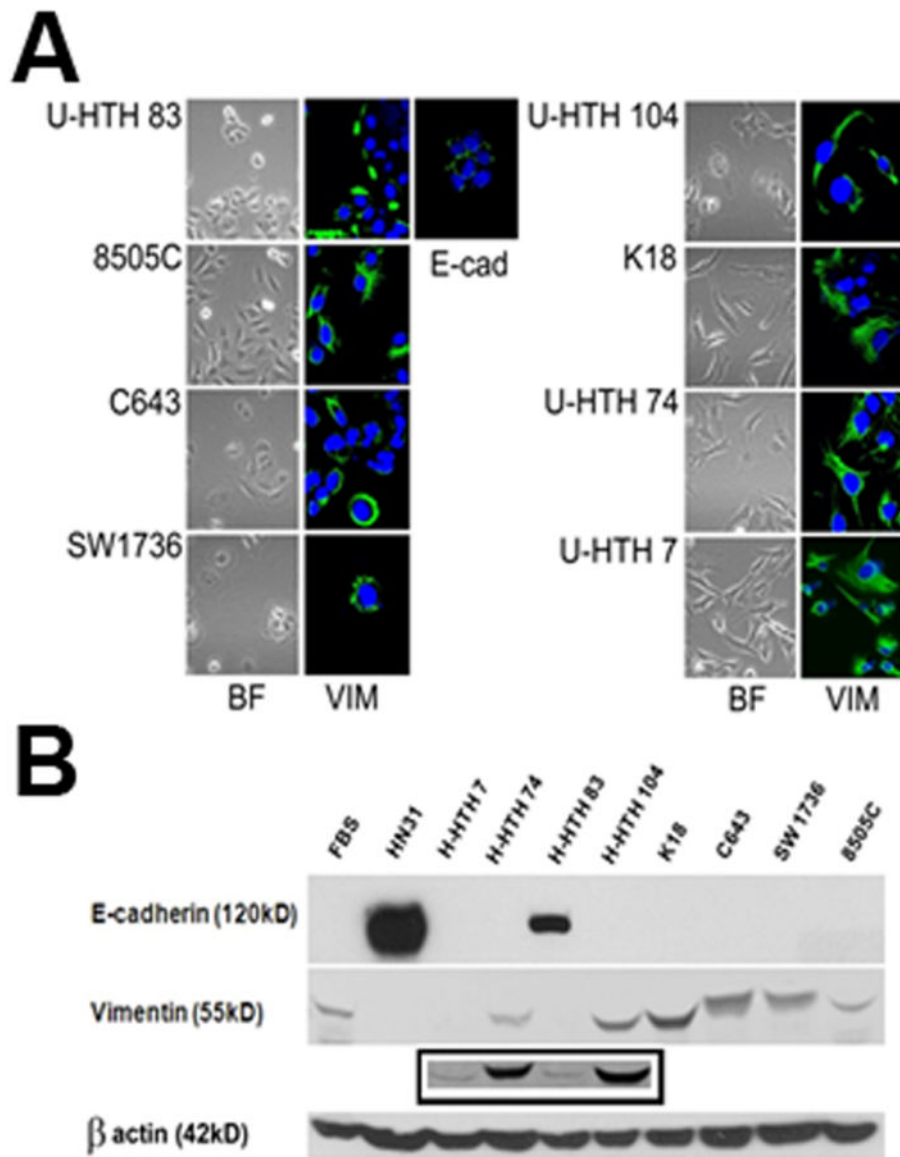 A
U-HTH 83
U-HTH 104
8505C
E-cad
K18
C643
U-HTH 74
SW1736
U-HTH 7
BF VIM
BF VIM
B
FBS HN31 H-HTH 7 H-HTH 74 H-HTH 83 H-HTH 104 K18 C643 SW 1736 8505C
E-cadherin (120kD)
Vimentin (55kD)
β actin (42kD)